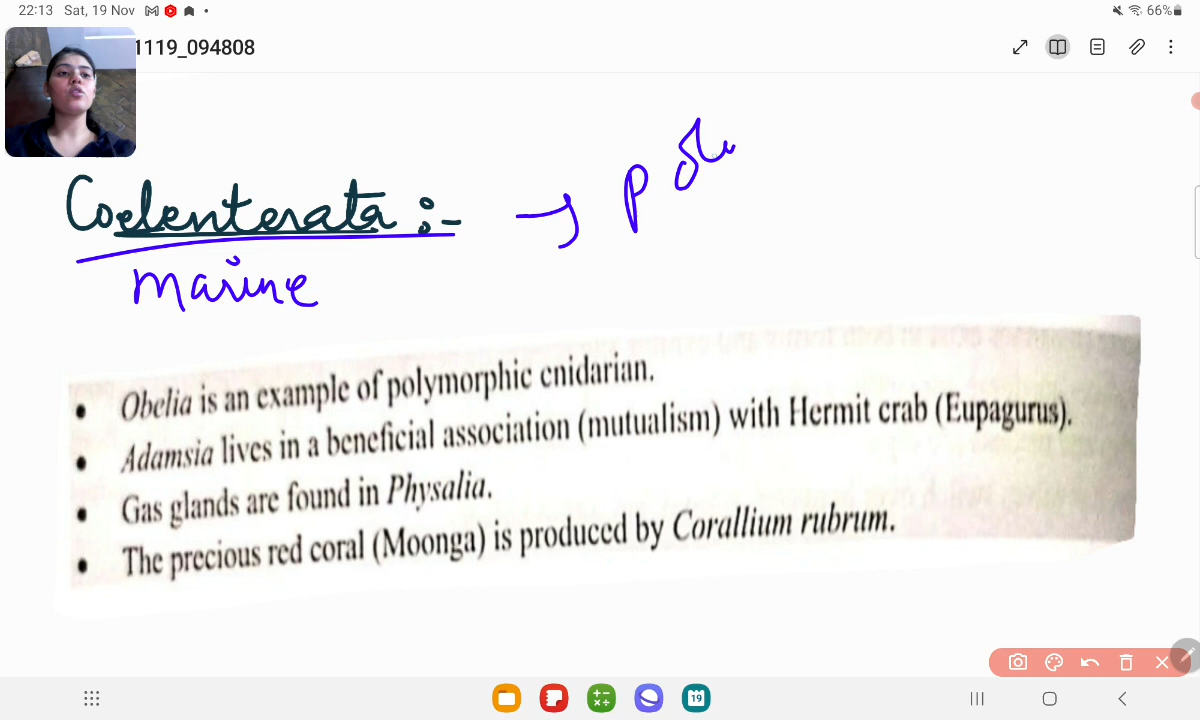 22:13 Sat, 19 Nov 66%
1119_094808
Coelenterata :- →
marine
• Obelia is an example of polymorphic cnidarian.
• Adamsia lives in a beneficial association (mutualism) with Hermit crab (Eupagurus).
• Gas glands are found in Physalia.
• The precious red coral (Moonga) is produced by Corallium rubrum.
19